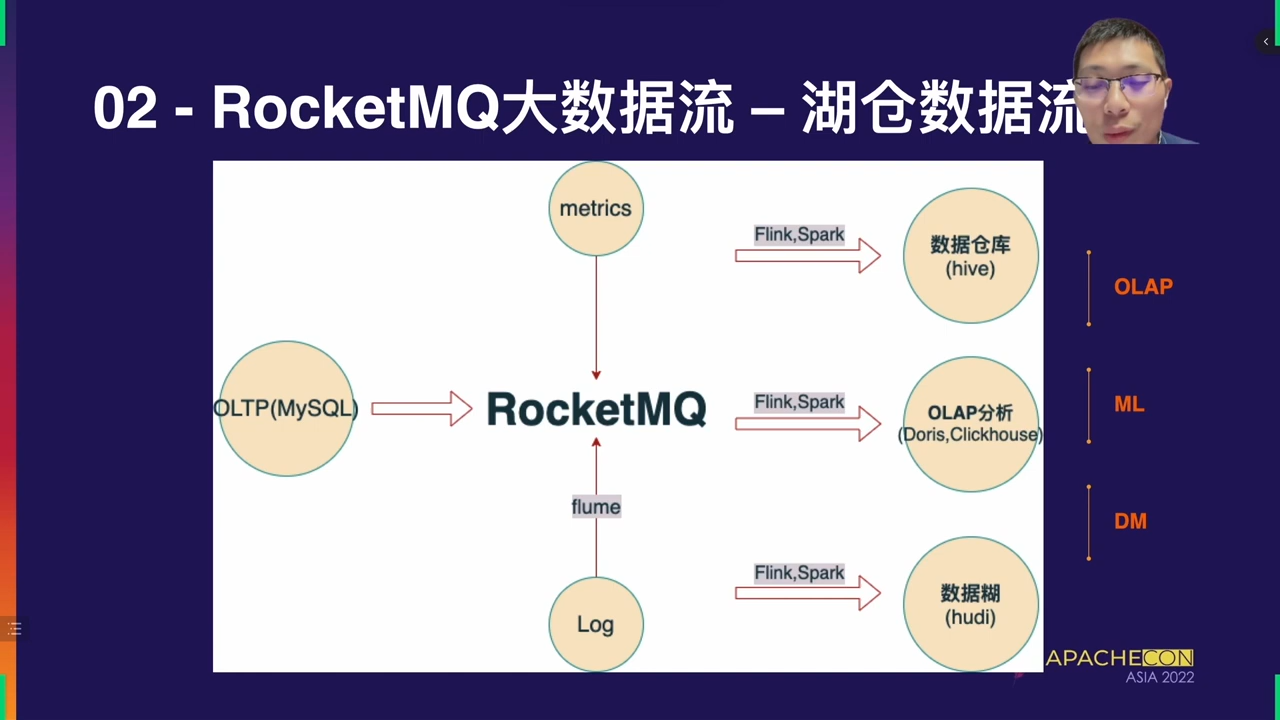 02 - RocketMQ大数据流 – 湖仓数据流
metrics
Flink,Spark
数据仓库
(hive)
OLAP
OLTP(MySQL)
RocketMQ
Flink,Spark
OLAP分析
(Doris,Clickhouse)
ML
flume
DM
Log
Flink,Spark
数据糊
(hudi)
APACHECON
ASIA 2022